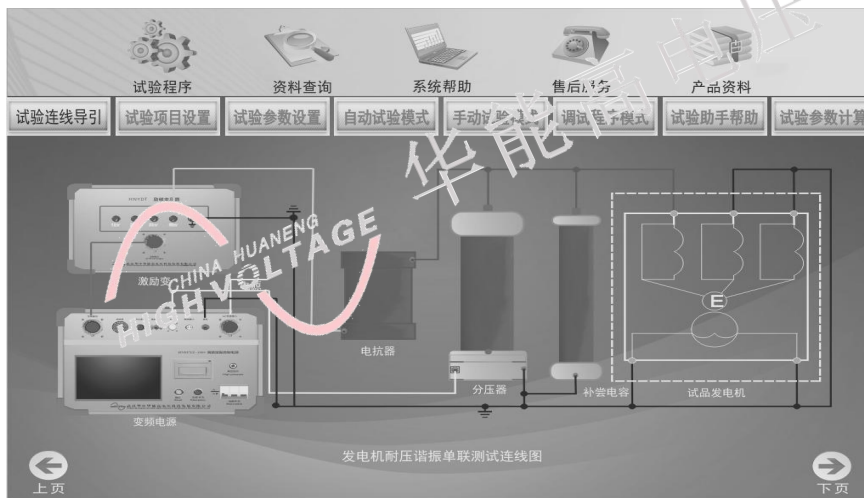 试验程序 资料查询 系统帮助 售后服务 产品资料
试验连线导引 试验项目设置 试验参数设置 自动试验模式 手动试验模式 调试程序模式 试验助手帮助 试验参数计算
华能高电压
CHINA HUANENG
HIGH VOLTAGE
激励变
电抗器
分压器
补偿电容
试品发电机
E
变频电源
发电机耐压谐振单联测试连线图
上页
下页